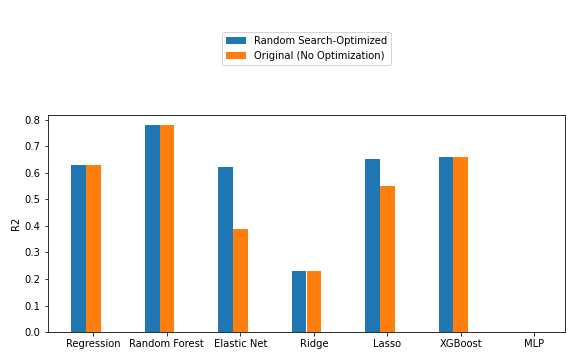 Random Search-Optimized
Original (No Optimization)
0.8
0.7
0.6
0.5
0.4
0.3
0.2
0.1
0.0
R2
Regression Random Forest Elastic Net Ridge Lasso XGBoost MLP